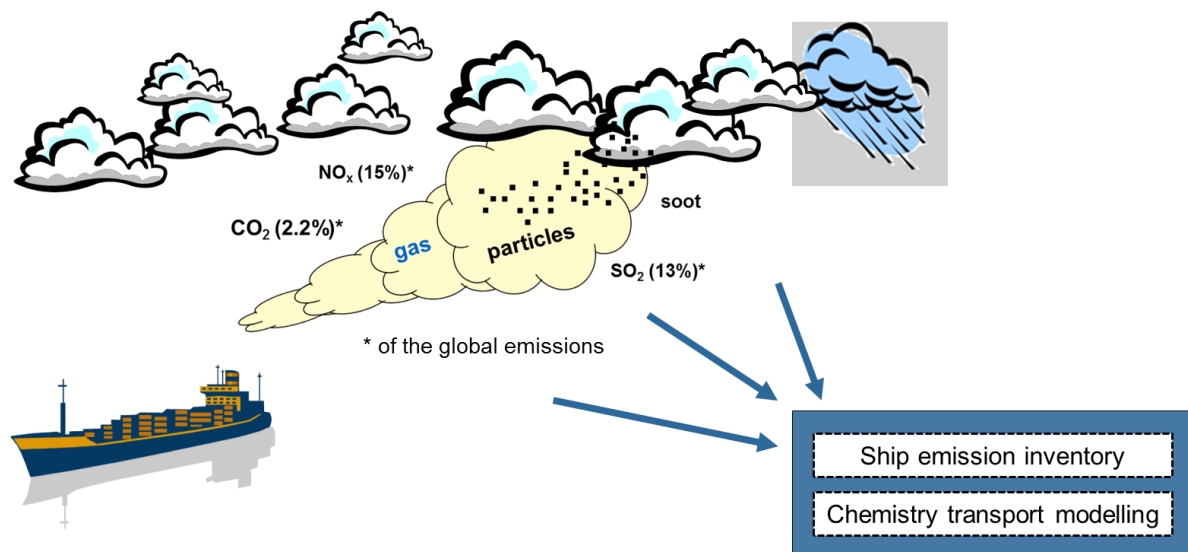 NOₓ (15%)*
soot
CO₂ (2.2%)*
gas
particles
SO₂ (13%)*
* of the global emissions
Ship emission inventory
Chemistry transport modelling